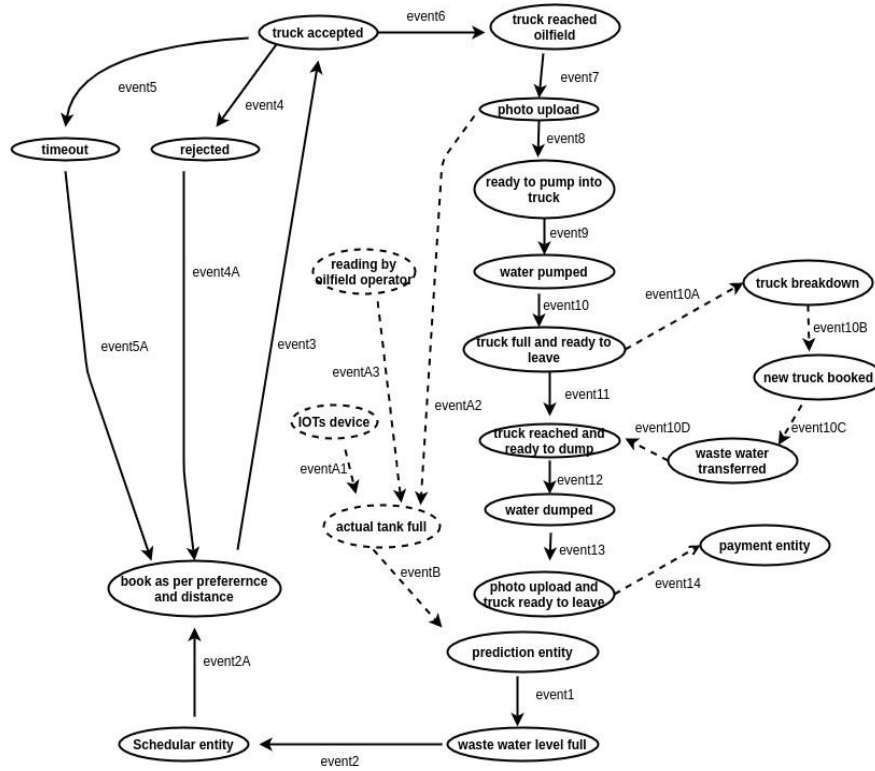 event6
truck accepted
truck reached
oilfield
event7
event5
event4
photo upload
event8
timeout
rejected
ready to pump into
truck
event9
reading by
oilfield operator
event4A
water pumped
truck breakdown
event10A
event10
event10B
event5A
event3
truck full and ready to
leave
eventA3
new truck booked
event11
eventA2
IOTs device
event10D
event10C
truck reached and
ready to dump
waste water
transferred
eventA1
event12
water dumped
actual tank full
payment entity
event13
eventB
event14
book as per preferernce
and distance
photo upload and
truck ready to leave
prediction entity
event2A
event1
Schedular entity
waste water level full
event2